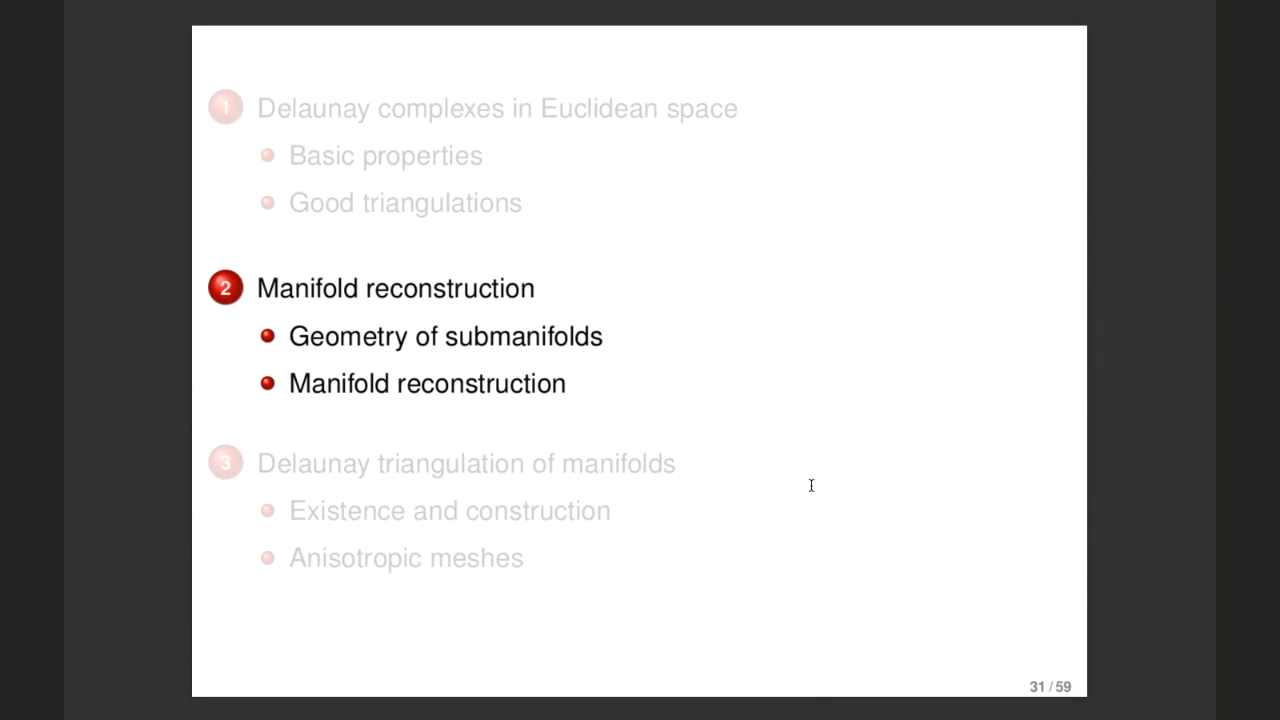 1 Delaunay complexes in Euclidean space
Basic properties
Good triangulations
2 Manifold reconstruction
Geometry of submanifolds
Manifold reconstruction
3 Delaunay triangulation of manifolds
Existence and construction
Anisotropic meshes
31 / 59